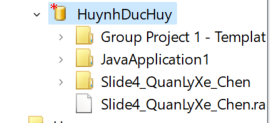 HuynhDucHuy
Group Project 1 - Templat
JavaApplication1
Slide4_QuanLyXe_Chen
Slide4_QuanLyXe_Chen.ra